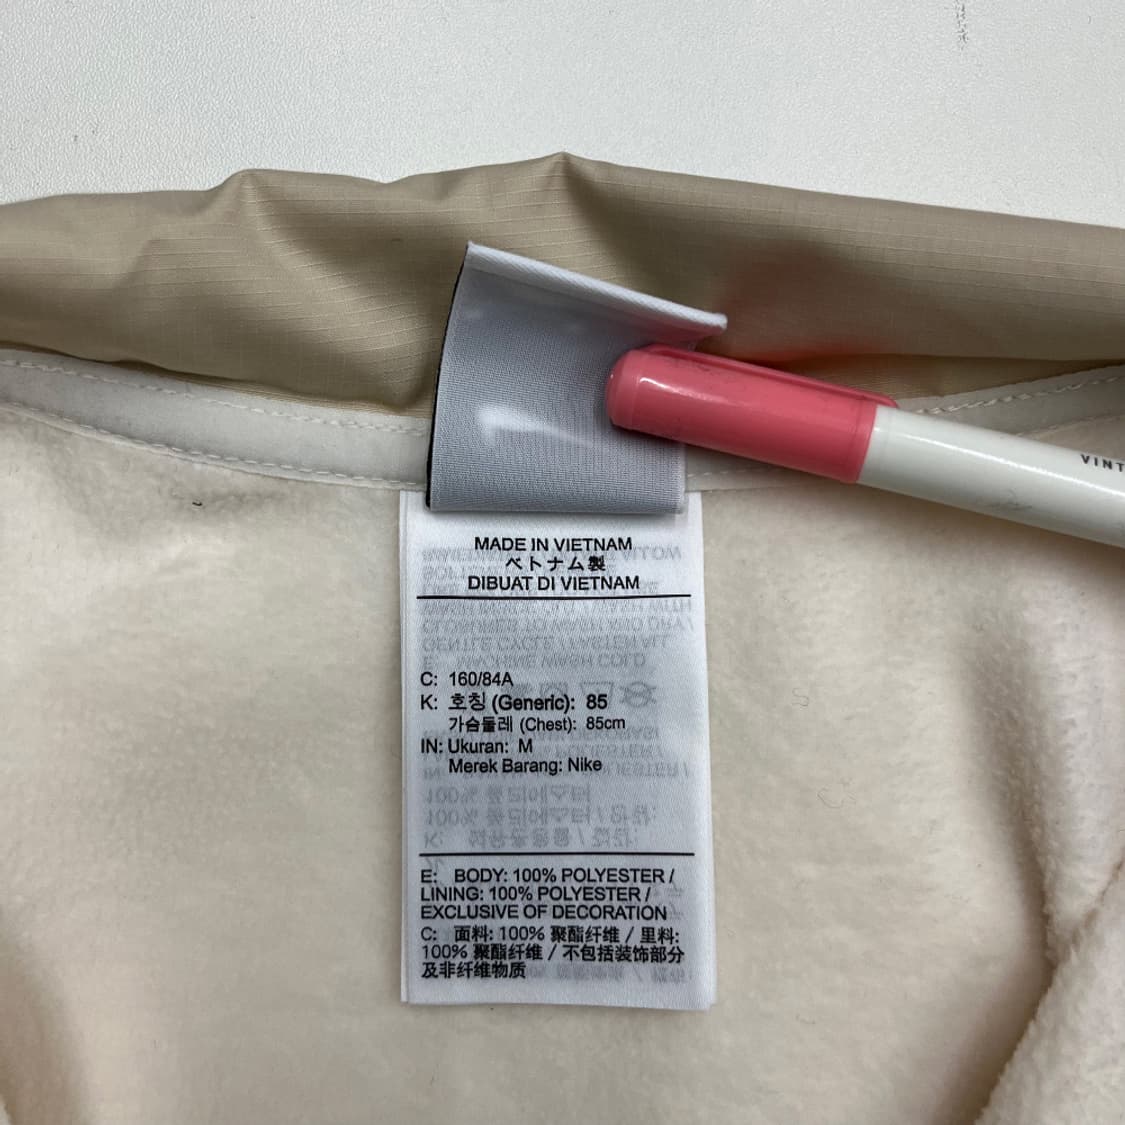 VINT
MADE IN VIETNAM
ベトナム製
DIBUAT DI VIETNAM
C: 160/84A
K: 호칭 (Generic): 85
가슴둘레 (Chest): 85cm
IN: Ukuran: M
Merek Barang: Nike
E: BODY: 100% POLYESTER /
LINING: 100% POLYESTER /
EXCLUSIVE OF DECORATION
C: 面料: 100% 聚酯纤维 / 里料:
100% 聚酯纤维 / 不包括装饰部分
及非纤维物质